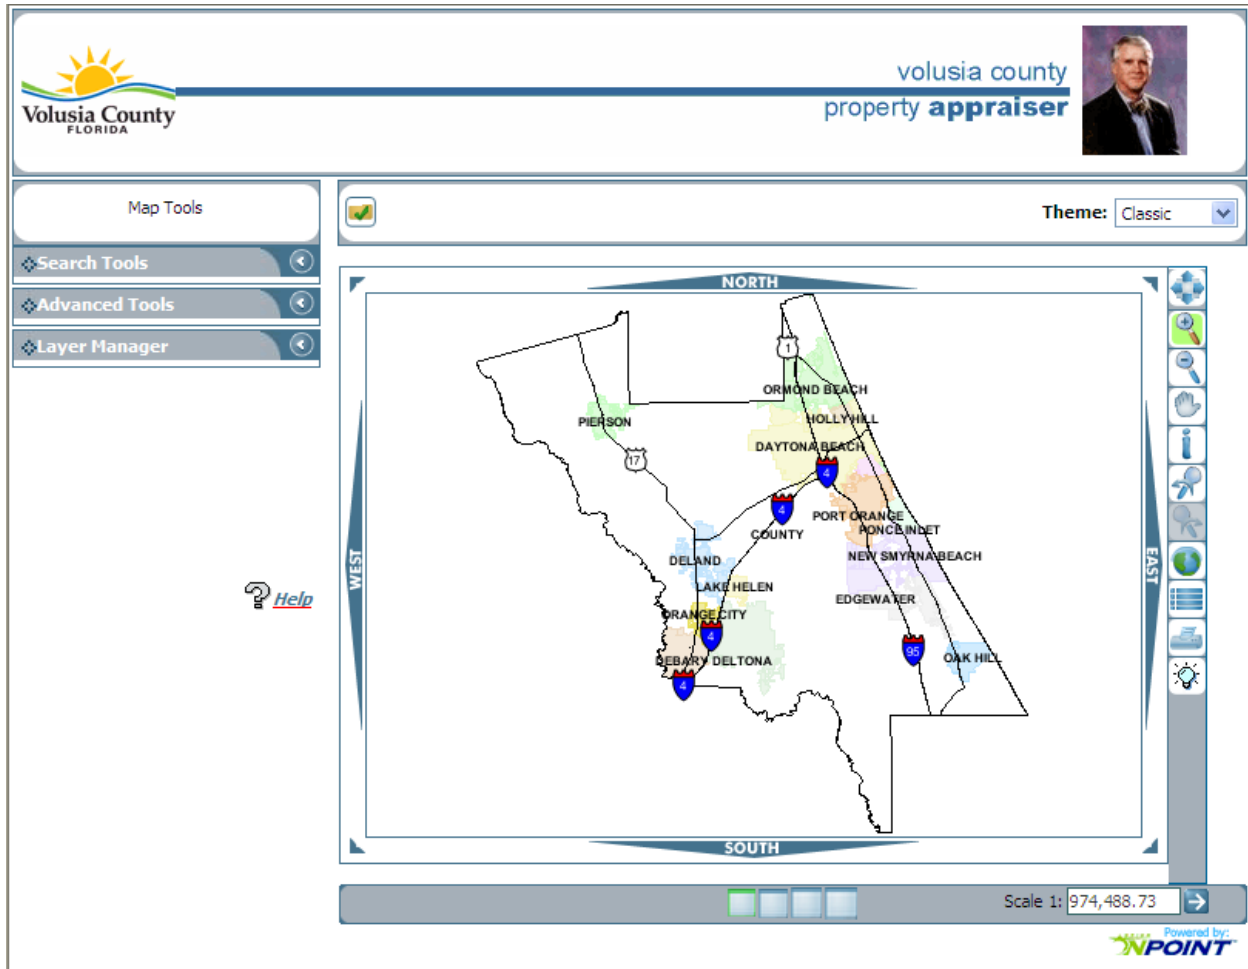 Volusia County
FLORIDA
volusia county
property appraiser
Map Tools
Search Tools
Advanced Tools
Layer Manager
Help
Theme: Classic
NORTH
1
ORMOND BEACH
HOLLY HILL
PIERSON
DAYTONA BEACH
17
4
4
PORT ORANGE
PONCE INLET
COUNTY
NEW SMYRNA BEACH
DELAND
LAKE HELEN
EDGEWATER
ORANGE CITY
4
95
OAK HILL
DEBARY DELTONA
4
WEST
EAST
SOUTH
Scale 1: 974,488.73
Powered by:
NPOINT